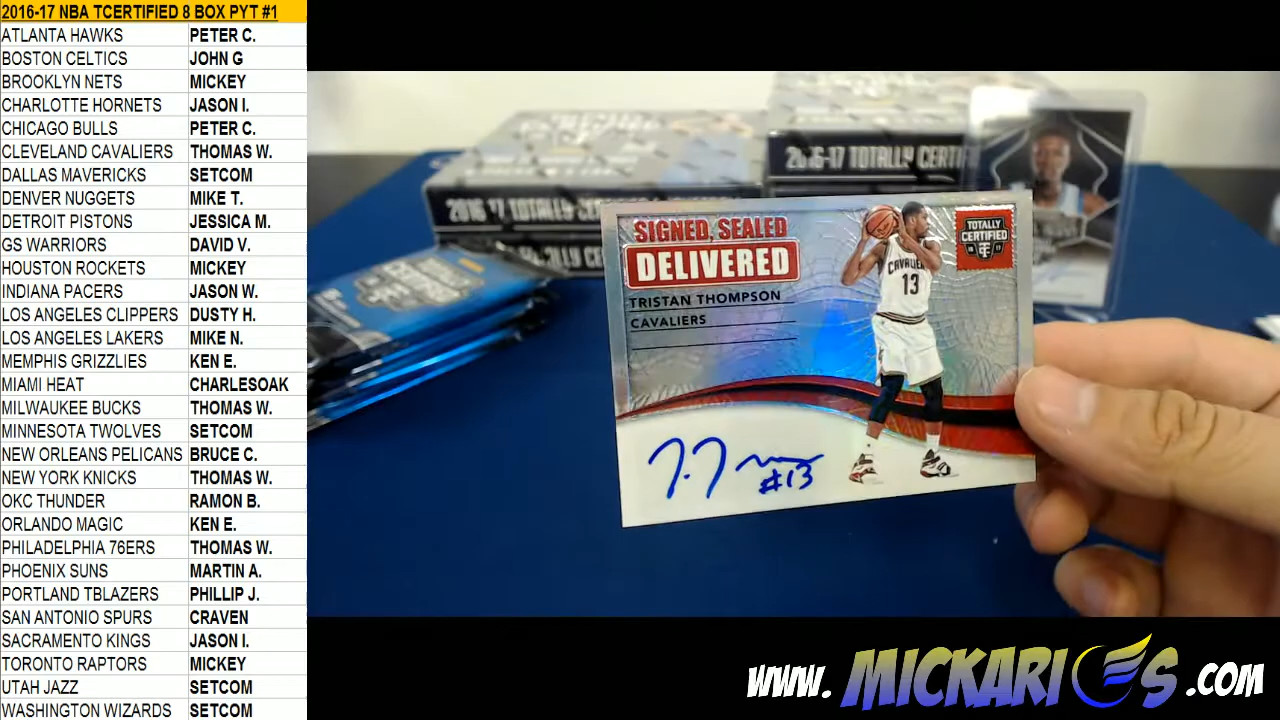 2016-17 NBA TCERTIFIED 8 BOX PYT #1
ATLANTA HAWKS PETER C.
BOSTON CELTICS JOHN G
BROOKLYN NETS MICKEY
CHARLOTTE HORNETS JASON I.
CHICAGO BULLS PETER C.
CLEVELAND CAVALIERS THOMAS W.
DALLAS MAVERICKS SETCOM
DENVER NUGGETS MIKE T.
DETROIT PISTONS JESSICA M.
GS WARRIORS DAVID V.
HOUSTON ROCKETS MICKEY
INDIANA PACERS JASON W.
LOS ANGELES CLIPPERS DUSTY H.
LOS ANGELES LAKERS MIKE N.
MEMPHIS GRIZZLIES KEN E.
MIAMI HEAT CHARLESOAK
MILWAUKEE BUCKS THOMAS W.
MINNESOTA TWOLVES SETCOM
NEW ORLEANS PELICANS BRUCE C.
NEW YORK KNICKS THOMAS W.
OKC THUNDER RAMON B.
ORLANDO MAGIC KEN E.
PHILADELPHIA 76ERS THOMAS W.
PHOENIX SUNS MARTIN A.
PORTLAND TBLAZERS PHILLIP J.
SAN ANTONIO SPURS CRAVEN
SACRAMENTO KINGS JASON I.
TORONTO RAPTORS MICKEY
UTAH JAZZ SETCOM
WASHINGTON WIZARDS SETCOM
2016-17 TOTALLY CERTIF
2016-17 TOTALLY CE
SIGNED, SEALED
DELIVERED
TRISTAN THOMPSON
CAVALIERS
TOTALLY
CERTIFIED
CAVALIE
13
#13
www.MICKARIES.com